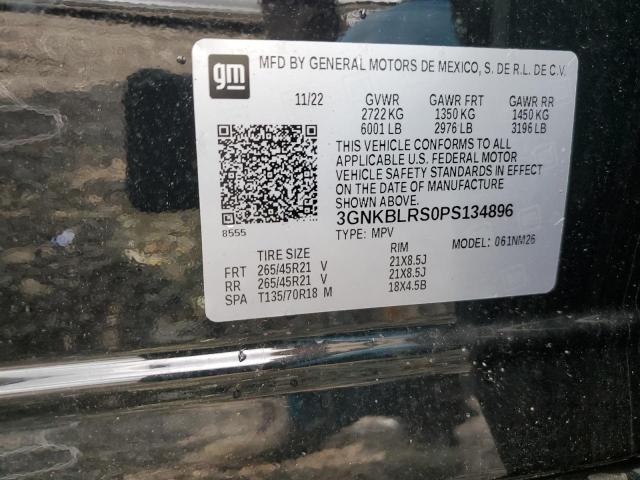 gm MFD BY GENERAL MOTORS DE MEXICO, S. DE R.L. DE C.V.
11/22 GVWR GAWR FRT GAWR RR
2722 KG 1350 KG 1450 KG
6001 LB 2976 LB 3196 LB
THIS VEHICLE CONFORMS TO ALL
APPLICABLE U.S. FEDERAL MOTOR
VEHICLE SAFETY STANDARDS IN EFFECT
ON THE DATE OF MANUFACTURE
SHOWN ABOVE.
3GNKBLRS0PS134896
8555 TYPE: MPV MODEL: 061NM26
TIRE SIZE RIM
FRT 265/45R21 V 21X8.5J
RR 265/45R21 V 21X8.5J
SPA T135/70R18 M 18X4.5B